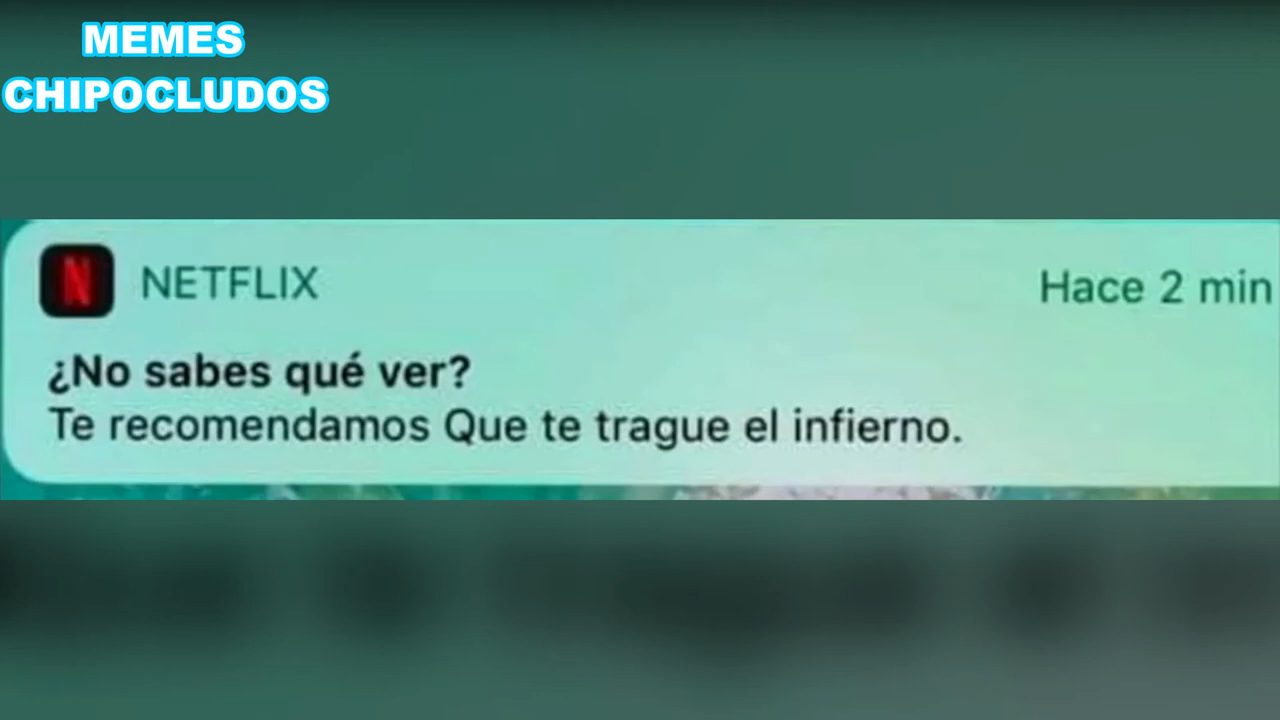 MEMES
CHIPOCLUDOS
NETFLIX
Hace 2 min
¿No sabes qué ver?
Te recomendamos Que te trague el infierno.